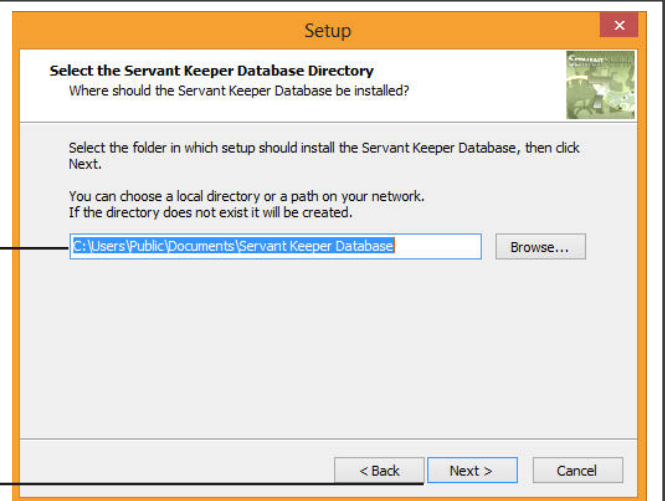 Setup
Select the Servant Keeper Database Directory
Where should the Servant Keeper Database be installed?
Select the folder in which setup should install the Servant Keeper Database, then click
Next.
You can choose a local directory or a path on your network.
If the directory does not exist it will be created.
C:\Users\Public\Documents\Servant Keeper Database
Browse...
< Back
Next >
Cancel